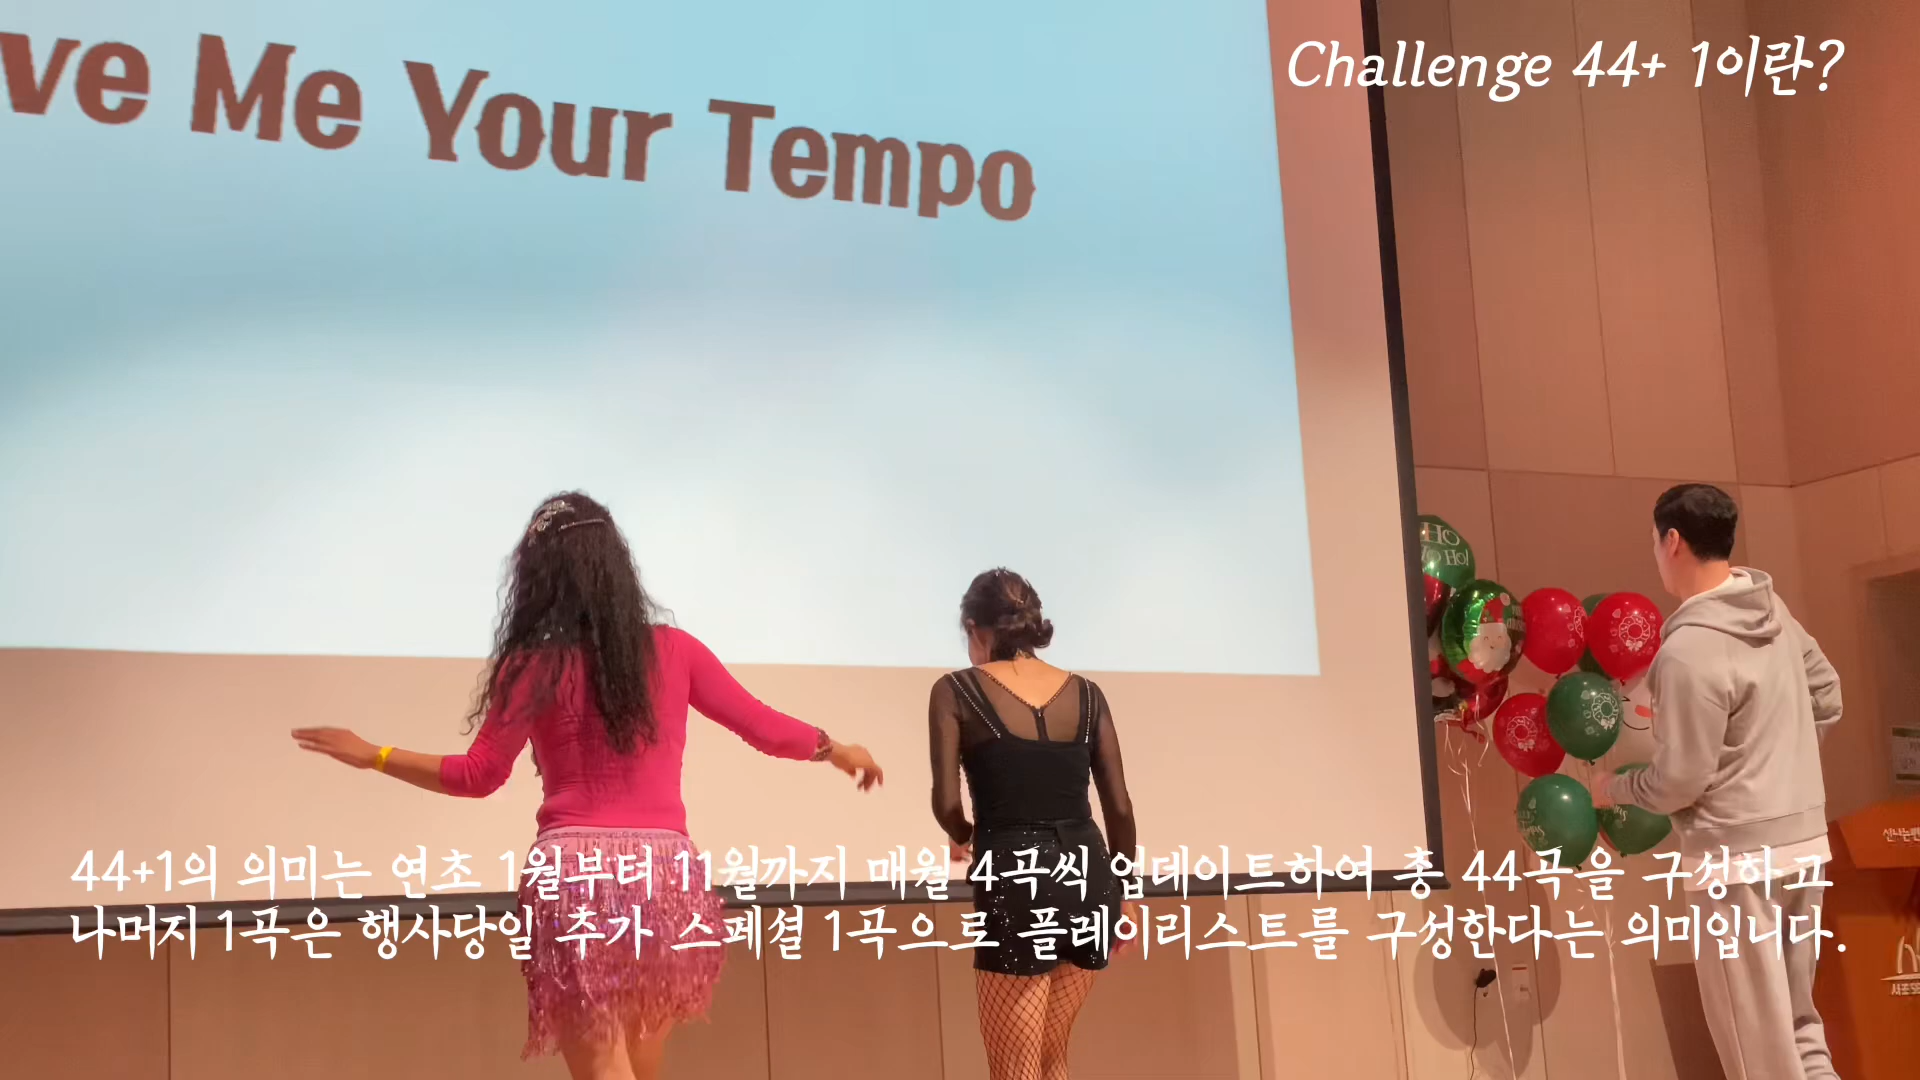 ve Me Your Tempo
Challenge 44+ 1이란?
HO
HO HO!
44+1의 의미는 연초 1월부터 11월까지 매월 4곡씩 업데이트하여 총 44곡을 구성하고
나머지 1곡은 행사당일 추가 스페셜 1곡으로 플레이리스트를 구성한다는 의미입니다.